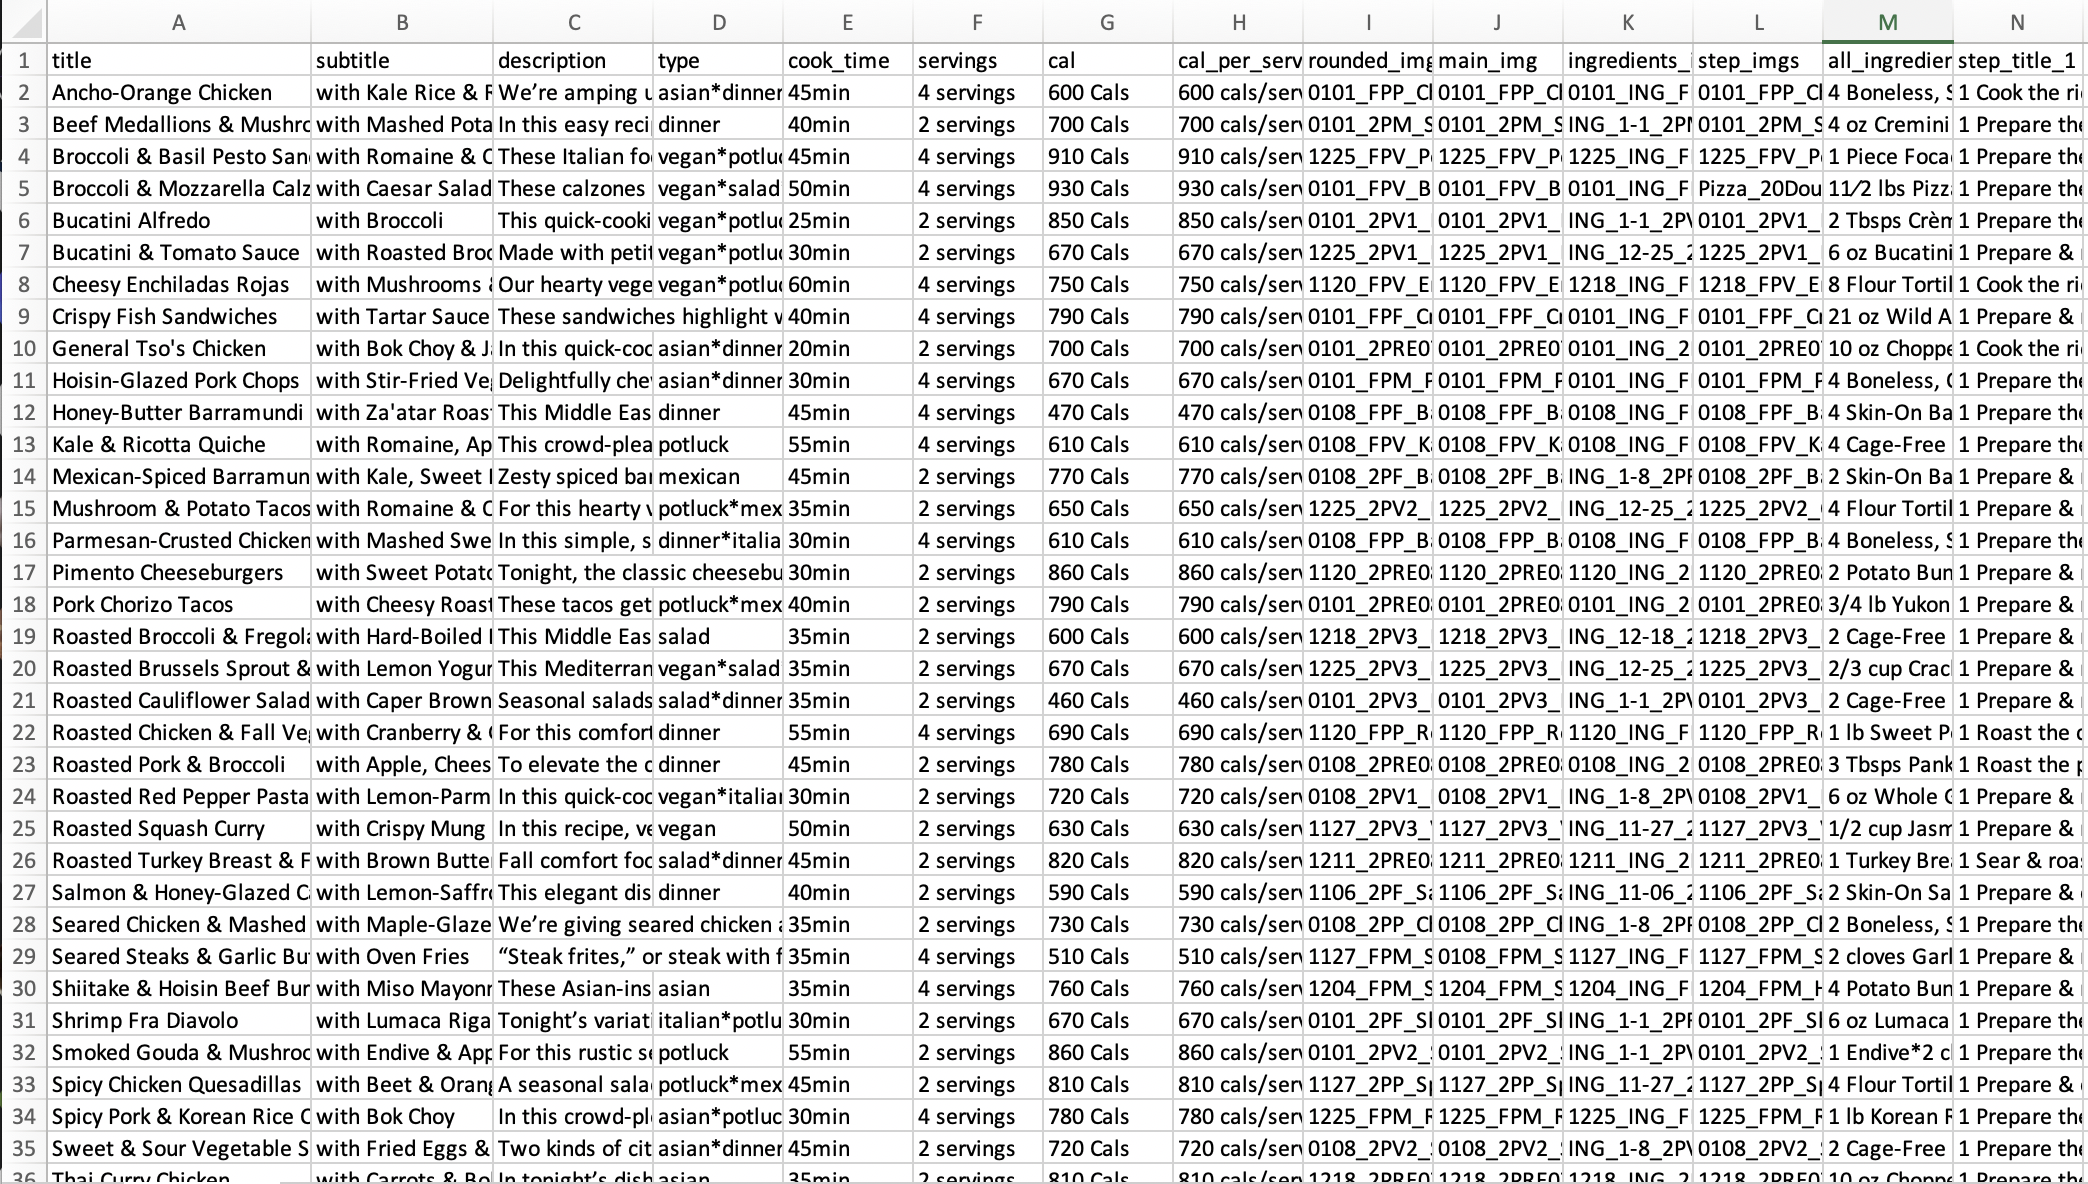 A B C D E F G H I J K L M N
1 title subtitle description type cook_time servings cal cal_per_serv rounded_img main_img ingredients_i step_imgs all_ingredier step_title_1
2 Ancho-Orange Chicken with Kale Rice & R We’re amping u asian*dinner 45min 4 servings 600 Cals 600 cals/serv 0101_FPP_Cl 0101_FPP_Cl 0101_ING_F 0101_FPP_Cl 4 Boneless, S 1 Cook the ri
3 Beef Medallions & Mushro with Mashed Pota In this easy reci dinner 40min 2 servings 700 Cals 700 cals/serv 0101_2PM_S 0101_2PM_S ING_1-1_2PM 0101_2PM_S 4 oz Cremini 1 Prepare the
4 Broccoli & Basil Pesto San with Romaine & C These Italian fo vegan*potluc 45min 4 servings 910 Cals 910 cals/serv 1225_FPV_P 1225_FPV_P 1225_ING_F 1225_FPV_P 1 Piece Foca 1 Prepare the
5 Broccoli & Mozzarella Calz with Caesar Salad These calzones vegan*salad 50min 4 servings 930 Cals 930 cals/serv 0101_FPV_B 0101_FPV_B 0101_ING_F Pizza_20Dou 11⁄2 lbs Pizz 1 Prepare the
6 Bucatini Alfredo with Broccoli This quick-cooki vegan*potluc 25min 2 servings 850 Cals 850 cals/serv 0101_2PV1_ 0101_2PV1_ ING_1-1_2PV 0101_2PV1_ 2 Tbsps Crèm 1 Prepare the
7 Bucatini & Tomato Sauce with Roasted Broc Made with petit vegan*potluc 30min 2 servings 670 Cals 670 cals/serv 1225_2PV1_ 1225_2PV1_ ING_12-25_2 1225_2PV1_ 6 oz Bucatini 1 Prepare &
8 Cheesy Enchiladas Rojas with Mushrooms & Our hearty vege vegan*potluc 60min 4 servings 750 Cals 750 cals/serv 1120_FPV_E 1120_FPV_E 1218_ING_F 1218_FPV_E 8 Flour Tortil 1 Cook the ri
9 Crispy Fish Sandwiches with Tartar Sauce These sandwiches highlight w 40min 4 servings 790 Cals 790 cals/serv 0101_FPF_Cr 0101_FPF_Cr 0101_ING_F 0101_FPF_Cr 21 oz Wild A 1 Prepare &
10 General Tso's Chicken with Bok Choy & J In this quick-coc asian*dinner 20min 2 servings 700 Cals 700 cals/serv 0101_2PRE0 0101_2PRE0 0101_ING_2 0101_2PRE0 10 oz Choppe 1 Cook the ri
11 Hoisin-Glazed Pork Chops with Stir-Fried Ve Delightfully che asian*dinner 30min 4 servings 670 Cals 670 cals/serv 0101_FPM_P 0101_FPM_P 0101_ING_F 0101_FPM_P 4 Boneless, C 1 Prepare the
12 Honey-Butter Barramundi with Za'atar Roas This Middle Eas dinner 45min 4 servings 470 Cals 470 cals/serv 0108_FPF_B 0108_FPF_B 0108_ING_F 0108_FPF_B 4 Skin-On Ba 1 Prepare the
13 Kale & Ricotta Quiche with Romaine, Ap This crowd-plea potluck 55min 4 servings 610 Cals 610 cals/serv 0108_FPV_K 0108_FPV_K 0108_ING_F 0108_FPV_K 4 Cage-Free 1 Prepare the
14 Mexican-Spiced Barramun with Kale, Sweet Zesty spiced bar mexican 45min 2 servings 770 Cals 770 cals/serv 0108_2PF_B 0108_2PF_B ING_1-8_2PF 0108_2PF_B 2 Skin-On Ba 1 Prepare &
15 Mushroom & Potato Tacos with Romaine & C For this hearty v potluck*mex 35min 2 servings 650 Cals 650 cals/serv 1225_2PV2_ 1225_2PV2_ ING_12-25_2 1225_2PV2_ 4 Flour Tortil 1 Prepare &
16 Parmesan-Crusted Chicken with Mashed Swe In this simple, s dinner*italia 30min 4 servings 610 Cals 610 cals/serv 0108_FPP_B 0108_FPP_B 0108_ING_F 0108_FPP_B 4 Boneless, S 1 Prepare the
17 Pimento Cheeseburgers with Sweet Potato Tonight, the classic cheesebu 30min 2 servings 860 Cals 860 cals/serv 1120_2PRE0 1120_2PRE0 1120_ING_2 1120_2PRE0 2 Potato Bun 1 Prepare &
18 Pork Chorizo Tacos with Cheesy Roast These tacos get potluck*mex 40min 2 servings 790 Cals 790 cals/serv 0101_2PRE0 0101_2PRE0 0101_ING_2 0101_2PRE0 3/4 lb Yukon 1 Prepare &
19 Roasted Broccoli & Fregola with Hard-Boiled This Middle Eas salad 35min 2 servings 600 Cals 600 cals/serv 1218_2PV3_ 1218_2PV3_ ING_12-18_2 1218_2PV3_ 2 Cage-Free 1 Prepare &
20 Roasted Brussels Sprout & with Lemon Yogur This Mediterran vegan*salad 35min 2 servings 670 Cals 670 cals/serv 1225_2PV3_ 1225_2PV3_ ING_12-25_2 1225_2PV3_ 2/3 cup Crac 1 Prepare &
21 Roasted Cauliflower Salad with Caper Brown Seasonal salads salad*dinner 35min 2 servings 460 Cals 460 cals/serv 0101_2PV3_ 0101_2PV3_ ING_1-1_2PV 0101_2PV3_ 2 Cage-Free 1 Prepare &
22 Roasted Chicken & Fall Veg with Cranberry & For this comfort dinner 55min 4 servings 690 Cals 690 cals/serv 1120_FPP_R 1120_FPP_R 1120_ING_F 1120_FPP_R 1 lb Sweet P 1 Roast the c
23 Roasted Pork & Broccoli with Apple, Chees To elevate the c dinner 45min 2 servings 780 Cals 780 cals/serv 0108_2PRE0 0108_2PRE0 0108_ING_2 0108_2PRE0 3 Tbsps Pank 1 Roast the p
24 Roasted Red Pepper Pasta with Lemon-Parm In this quick-coc vegan*italian 30min 2 servings 720 Cals 720 cals/serv 0108_2PV1_ 0108_2PV1_ ING_1-8_2PV 0108_2PV1_ 6 oz Whole G 1 Prepare &
25 Roasted Squash Curry with Crispy Mung In this recipe, ve vegan 50min 2 servings 630 Cals 630 cals/serv 1127_2PV3_ 1127_2PV3_ ING_11-27_2 1127_2PV3_ 1/2 cup Jasm 1 Prepare &
26 Roasted Turkey Breast & F with Brown Butte Fall comfort foc salad*dinner 45min 2 servings 820 Cals 820 cals/serv 1211_2PRE0 1211_2PRE0 1211_ING_2 1211_2PRE0 1 Turkey Bre 1 Sear & roas
27 Salmon & Honey-Glazed C with Lemon-Saffro This elegant dis dinner 40min 2 servings 590 Cals 590 cals/serv 1106_2PF_Sa 1106_2PF_Sa ING_11-06_2 1106_2PF_Sa 2 Skin-On Sa 1 Prepare &
28 Seared Chicken & Mashed with Maple-Glaze We’re giving seared chicken a 35min 2 servings 730 Cals 730 cals/serv 0108_2PP_Cl 0108_2PP_Cl ING_1-8_2PP 0108_2PP_Cl 2 Boneless, S 1 Prepare the
29 Seared Steaks & Garlic But with Oven Fries “Steak frites,” or steak with f 35min 4 servings 510 Cals 510 cals/serv 1127_FPM_S 0108_FPM_S 1127_ING_F 1127_FPM_S 2 cloves Garl 1 Prepare &
30 Shiitake & Hoisin Beef Bur with Miso Mayonn These Asian-ins asian 35min 4 servings 760 Cals 760 cals/serv 1204_FPM_S 1204_FPM_S 1204_ING_F 1204_FPM_H 4 Potato Bun 1 Prepare &
31 Shrimp Fra Diavolo with Lumaca Riga Tonight’s variati italian*potlu 30min 2 servings 670 Cals 670 cals/serv 0101_2PF_Sl 0101_2PF_Sl ING_1-1_2PF 0101_2PF_Sl 6 oz Lumaca 1 Prepare the
32 Smoked Gouda & Mushroo with Endive & App For this rustic se potluck 55min 2 servings 860 Cals 860 cals/serv 0101_2PV2_ 0101_2PV2_ ING_1-1_2PV 0101_2PV2_ 1 Endive*2 c 1 Prepare the
33 Spicy Chicken Quesadillas with Beet & Orang A seasonal sala potluck*mex 45min 2 servings 810 Cals 810 cals/serv 1127_2PP_Sp 1127_2PP_Sp ING_11-27_2 1127_2PP_Sp 4 Flour Tortil 1 Prepare &
34 Spicy Pork & Korean Rice C with Bok Choy In this crowd-pl asian*potluc 30min 4 servings 780 Cals 780 cals/serv 1225_FPM_R 1225_FPM_R 1225_ING_F 1225_FPM_R 1 lb Korean R 1 Prepare the
35 Sweet & Sour Vegetable S with Fried Eggs & Two kinds of cit asian*dinner 45min 2 servings 720 Cals 720 cals/serv 0108_2PV2_ 0108_2PV2_ ING_1-8_2PV 0108_2PV2_ 2 Cage-Free 1 Prepare the
36 Thai Curry Chicken with Carrots & Bo In tonight’s dish asian 35min 2 servings 810 Cals 810 cals/serv 1218_2PRE0 1218_2PRE0 1218_ING_2 1218_2PRE0 10 oz Choppe 1 Prepare the